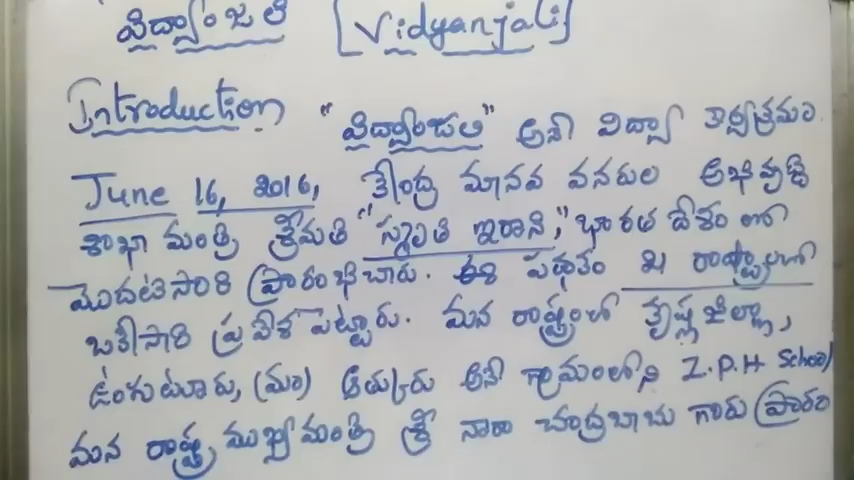 విద్యాంజలి [Vidyanjali]
Introduction "విద్యాంజలి" అనే విద్యా కార్యక్రమం
June 16, 2016, కేంద్ర మానవ వనరుల అభివృద్ధి
శాఖా మంత్రి శ్రీమతి "స్మృతి ఇరాని," భారత దేశం లో
మొదటిసారి ప్రారంభించారు. ఈ పథకం 21 రాష్ట్రాలలో
ఒకేసారి ప్రవేశ పెట్టారు. మన రాష్ట్రంలో కృష్ణ జిల్లా,
ఉంగుటూరు, (మం) ఆత్కురు అనే గ్రామంలోని Z.P.H School
మన రాష్ట్ర ముఖ్యమంత్రి శ్రీ నారా చంద్రబాబు గారు ప్రారం